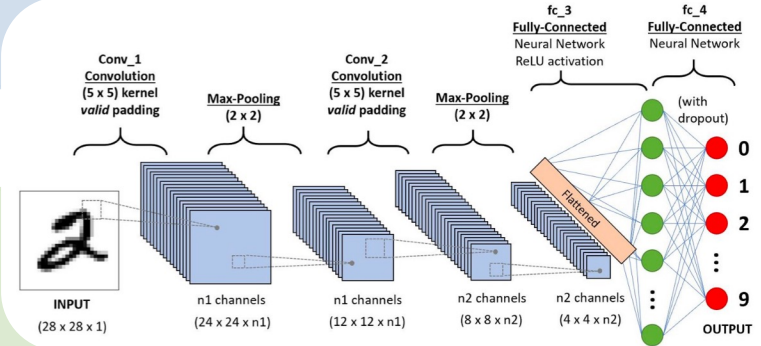 fc_3
Fully-Connected
Neural Network
ReLU activation
fc_4
Fully-Connected
Neural Network
Conv_1
Convolution
(5 x 5) kernel
valid padding
Max-Pooling
(2 x 2)
Conv_2
Convolution
(5 x 5) kernel
valid padding
Max-Pooling
(2 x 2)
(with
dropout)
Flattened
0
1
2
9
2
INPUT
(28 x 28 x 1)
n1 channels
(24 x 24 x n1)
n1 channels
(12 x 12 x n1)
n2 channels
(8 x 8 x n2)
n2 channels
(4 x 4 x n2)
OUTPUT